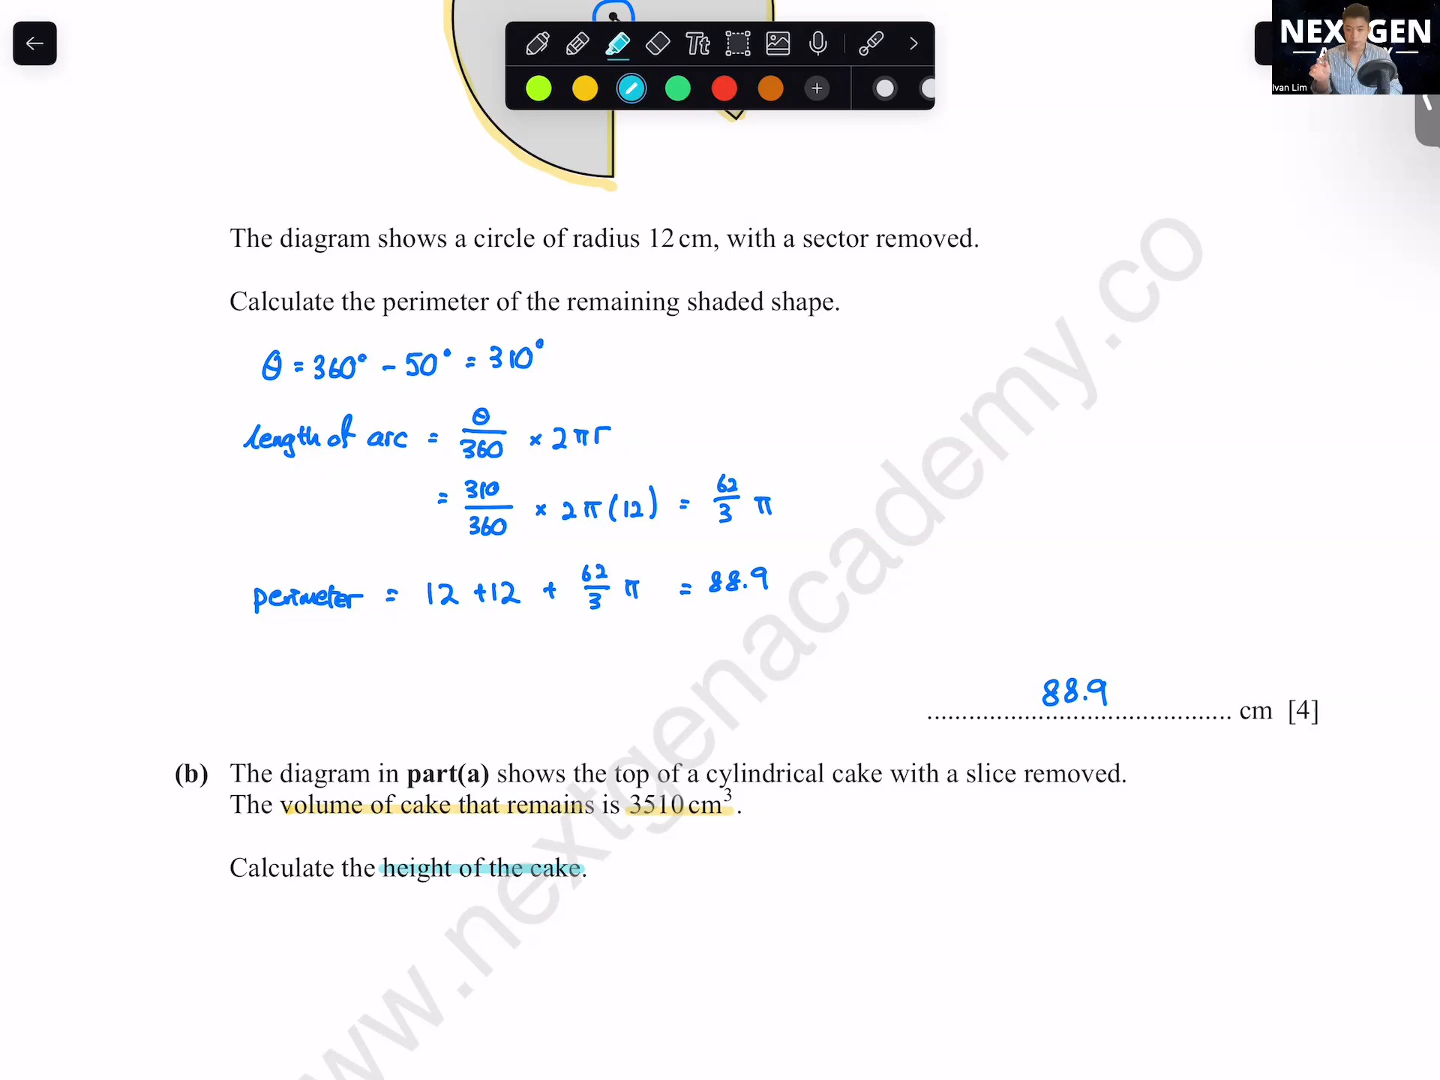 NEXTGEN
Ivan Lim
Tt
The diagram shows a circle of radius 12 cm, with a sector removed.
Calculate the perimeter of the remaining shaded shape.
θ = 360° - 50° = 310°
length of arc = θ/360 × 2πr
= 310/360 × 2π(12) = 62/3 π
perimeter = 12 + 12 + 62/3 π = 88.9
88.9
.......................................... cm [4]
(b) The diagram in part(a) shows the top of a cylindrical cake with a slice removed.
The volume of cake that remains is 3510 cm³.
Calculate the height of the cake.
www.nextgenacademy.co